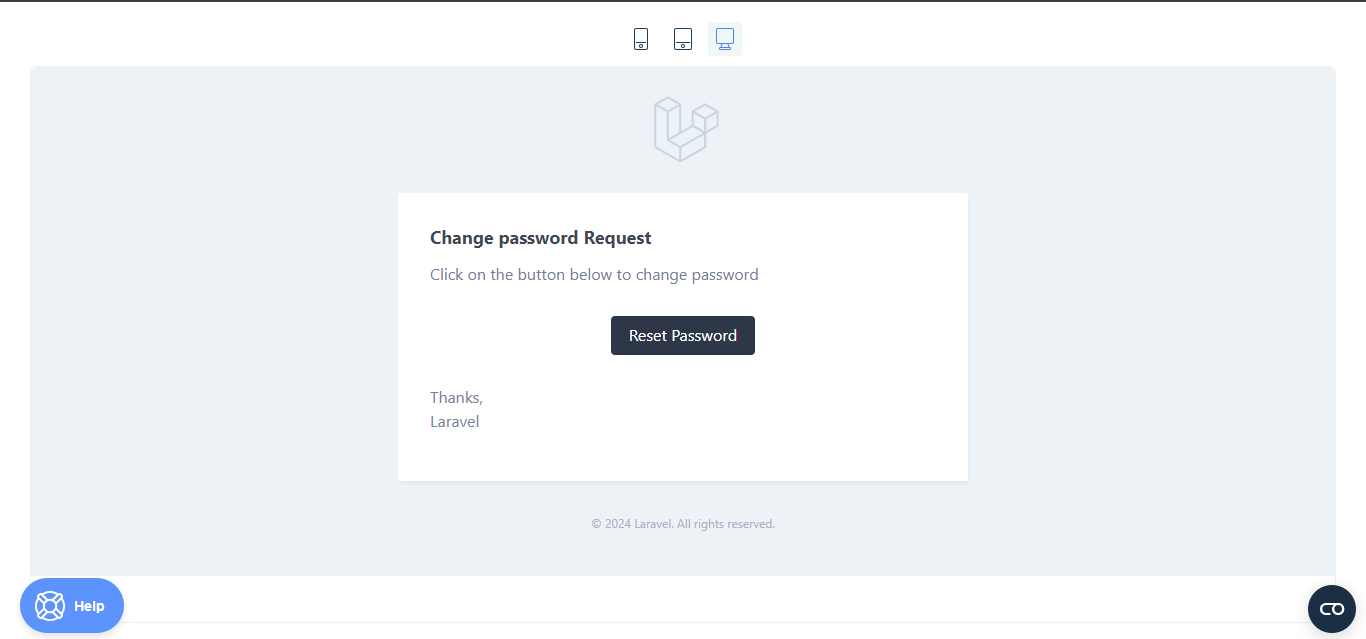 Change password Request
Click on the button below to change password
Reset Password
Thanks,
Laravel
© 2024 Laravel. All rights reserved.
Help